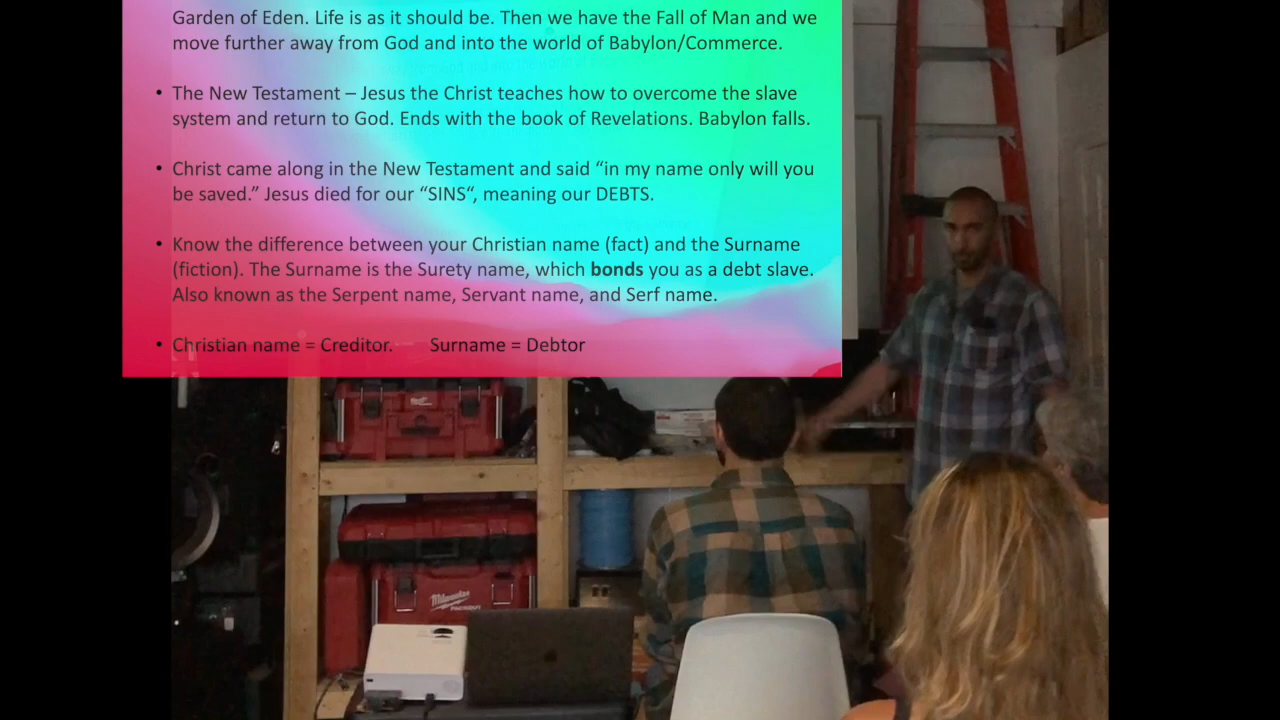 Garden of Eden. Life is as it should be. Then we have the Fall of Man and we
move further away from God and into the world of Babylon/Commerce.
• The New Testament – Jesus the Christ teaches how to overcome the slave
system and return to God. Ends with the book of Revelations. Babylon falls.
• Christ came along in the New Testament and said “in my name only will you
be saved.” Jesus died for our “SINS“, meaning our DEBTS.
• Know the difference between your Christian name (fact) and the Surname
(fiction). The Surname is the Surety name, which bonds you as a debt slave.
Also known as the Serpent name, Servant name, and Serf name.
• Christian name = Creditor. Surname = Debtor
Milwaukee
PACKOUT